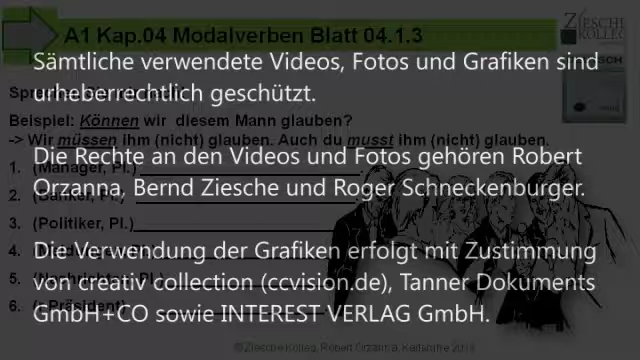 A1 Kap.04 Modalverben Blatt 04.1.3
Sämtliche verwendete Videos, Fotos und Grafiken sind
urheberrechtlich geschützt.
Beispiel: Können wir diesem Mann glauben?
-> Wir müssen ihm (nicht) glauben. Auch du musst ihm (nicht) glauben.
Die Rechte an den Videos und Fotos gehören Robert
Orzanna, Bernd Ziesche und Roger Schneckenburger.
1. (Manager, Pl.)
2. (Banker, Pl.)
3. (Politiker, Pl.)
Die Verwendung der Grafiken erfolgt mit Zustimmung
von creativ collection (ccvision.de), Tanner Dokuments
GmbH+CO sowie INTEREST VERLAG GmbH.
4.
5.
6.
© Ziesche Kolleg, Robert Orzanna, Karlsruhe